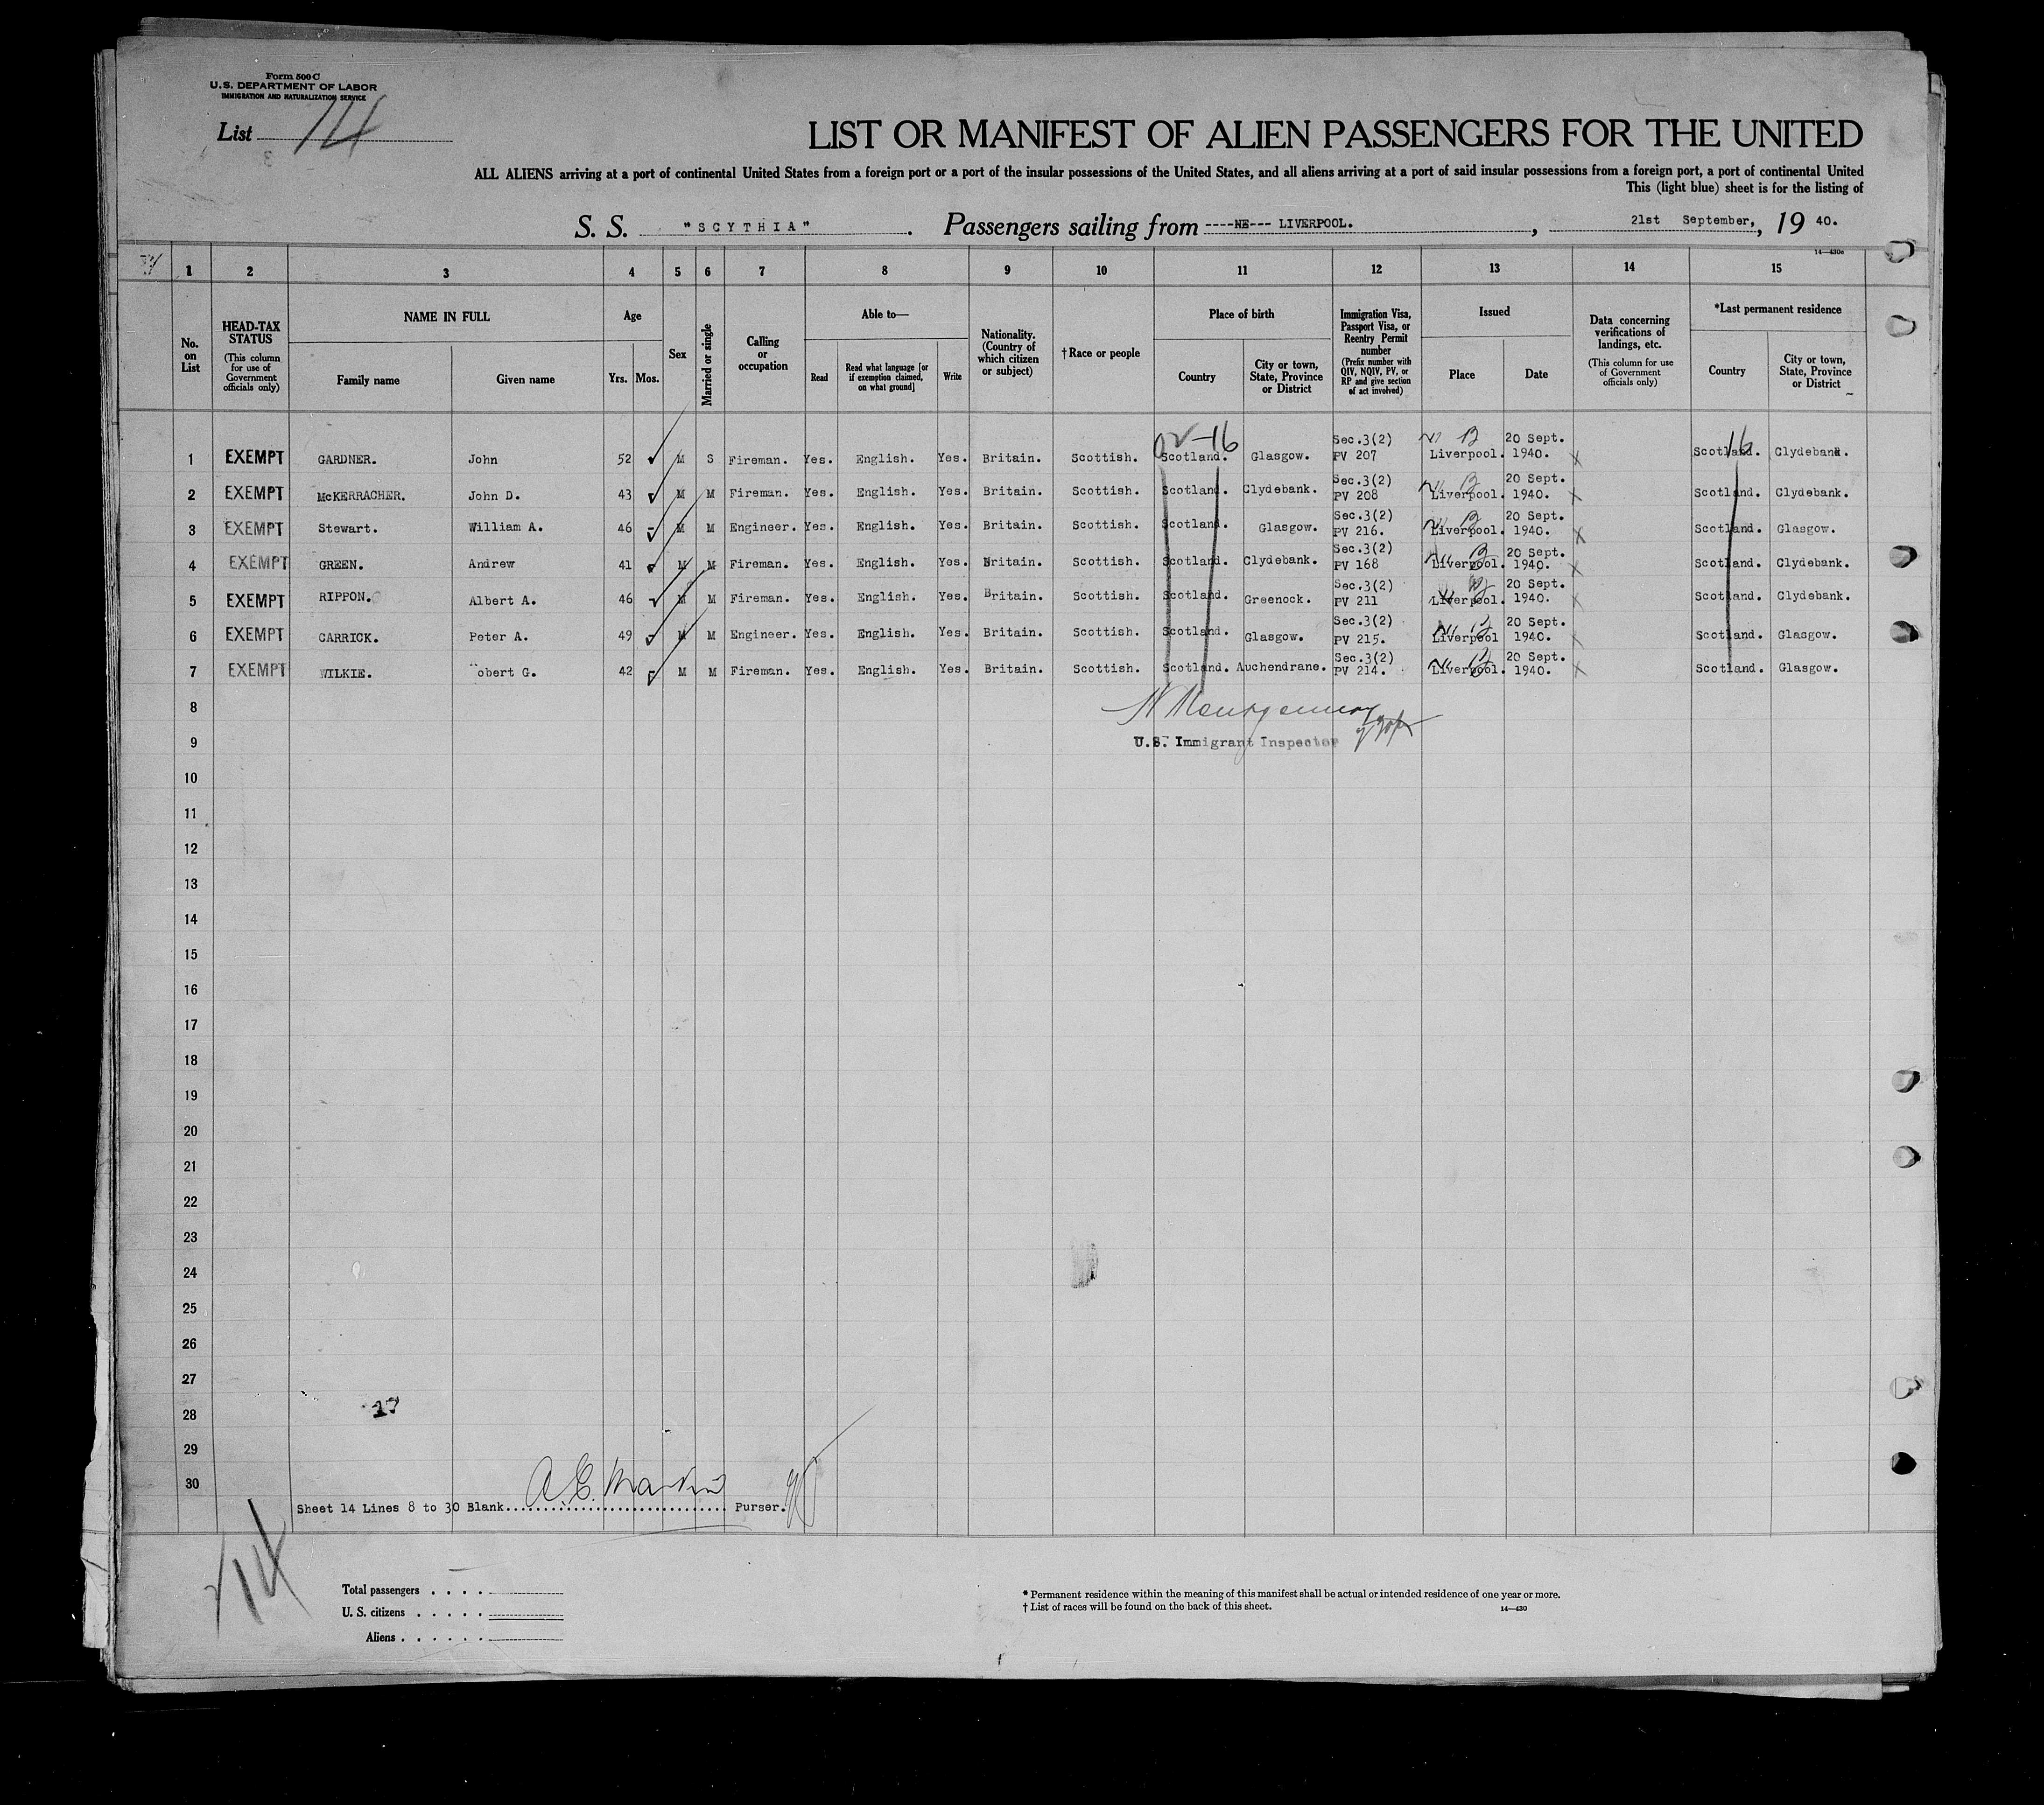 Form 500 C
U.S. DEPARTMENT OF LABOR
IMMIGRATION AND NATURALIZATION SERVICE
List 14
3
LIST OR MANIFEST OF ALIEN PASSENGERS FOR THE UNITED
ALL ALIENS arriving at a port of continental United States from a foreign port or a port of the insular possessions of the United States, and all aliens arriving at a port of said insular possessions from a foreign port, a port of continental United
This (light blue) sheet is for the listing of
S. S. "SCYTHIA". Passengers sailing from ----NE--- LIVERPOOL. , 21st September, , 19 40.
14—430c
1 2 3 4 5 6 7 8 9 10 11 12 13 14 15
No. on List
HEAD-TAX STATUS (This column for use of Government officials only)
NAME IN FULL
Family name Given name
Age
Yrs. Mos.
Sex
Married or single
Calling or occupation
Able to—
Read
Read what language [or if exemption claimed, on what ground]
Write
Nationality. (Country of which citizen or subject)
† Race or people
Place of birth
Country
City or town, State, Province or District
Immigration Visa, Passport Visa, or Reentry Permit number (Prefix number with QIV, NQIV, PV, or RP and give section of act involved)
Issued
Place Date
Data concerning verifications of landings, etc. (This column for use of Government officials only)
*Last permanent residence
Country
City or town, State, Province or District
02-16 16
1 EXEMPT GARDNER. John 52 M S Fireman. Yes. English. Yes. Britain. Scottish. Scotland. Glasgow. Sec.3(2) PV 207 Liverpool. 20 Sept. 1940. Scotland. Clydebank.
2 EXEMPT McKERRACHER. John D. 43 M M Fireman. Yes. English. Yes. Britain. Scottish. Scotland. Clydebank. Sec.3(2) PV 208 Liverpool. 20 Sept. 1940. Scotland. Clydebank.
3 EXEMPT Stewart. William A. 46 M M Engineer. Yes. English. Yes. Britain. Scottish. Scotland. Glasgow. Sec.3(2) PV 216. Liverpool. 20 Sept. 1940. Scotland. Glasgow.
4 EXEMPT GREEN. Andrew 41 M M Fireman. Yes. English. Yes. Britain. Scottish. Scotland. Clydebank. Sec.3(2) PV 168 Liverpool. 20 Sept. 1940. Scotland. Clydebank.
5 EXEMPT RIPPON. Albert A. 46 M M Fireman. Yes. English. Yes. Britain. Scottish. Scotland. Greenock. Sec.3(2) PV 211 Liverpool. 20 Sept. 1940. Scotland. Clydebank.
6 EXEMPT CARRICK. Peter A. 49 M M Engineer. Yes. English. Yes. Britain. Scottish. Scotland. Glasgow. Sec.3(2) PV 215. Liverpool 20 Sept. 1940. Scotland. Glasgow.
7 EXEMPT WILKIE. obert G. 42 M M Fireman. Yes. English. Yes. Britain. Scottish. Scotland. Auchendrane. Sec.3(2) PV 214. Liverpool. 20 Sept. 1940. Scotland. Glasgow.
8 Montgomery
9 U.S. Immigrant Inspector
10
11
12
13
14
15
16
17
18
19
20
21
22
23
24
25
26
27
28 17
29
30
Sheet 14 Lines 8 to 30 Blank. Purser.
14
Total passengers
U. S. citizens
Aliens
* Permanent residence within the meaning of this manifest shall be actual or intended residence of one year or more.
† List of races will be found on the back of this sheet.
14—430